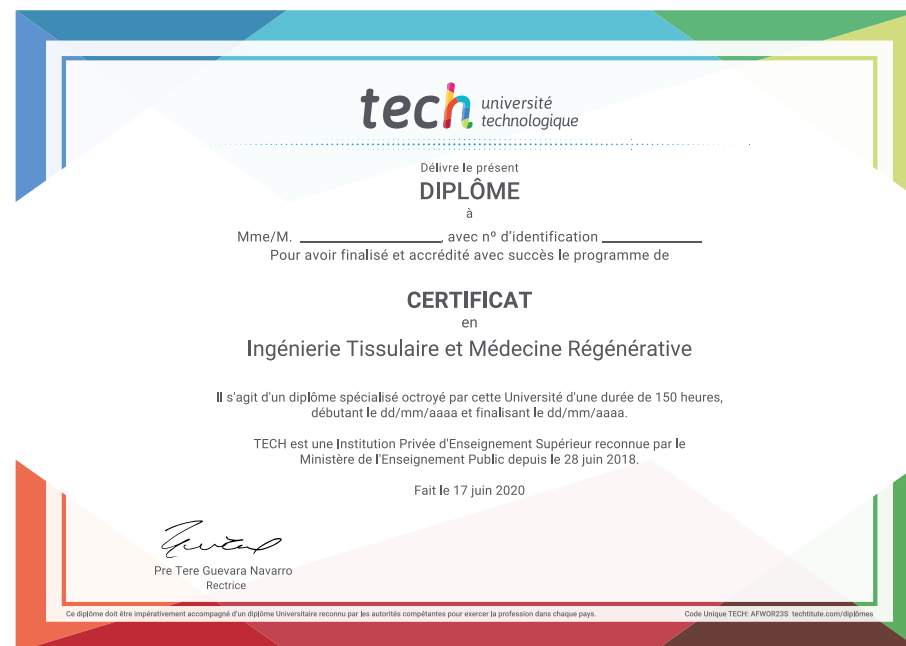 tech université
technologique
Délivre le présent
DIPLÔME
à
Mme/M. ____________________, avec nº d'identification ______________
Pour avoir finalisé et accrédité avec succès le programme de
CERTIFICAT
en
Ingénierie Tissulaire et Médecine Régénérative
Il s'agit d'un diplôme spécialisé octroyé par cette Université d'une durée de 150 heures,
débutant le dd/mm/aaaa et finalisant le dd/mm/aaaa.
TECH est une Institution Privée d'Enseignement Supérieur reconnue par le
Ministère de l'Enseignement Public depuis le 28 juin 2018.
Fait le 17 juin 2020
Pre Tere Guevara Navarro
Rectrice
Ce diplôme doit être impérativement accompagné d'un diplôme Universitaire reconnu par les autorités compétantes pour exercer la profession dans chaque pays.
Code Unique TECH: AFWOR23S techtitute.com/diplômes